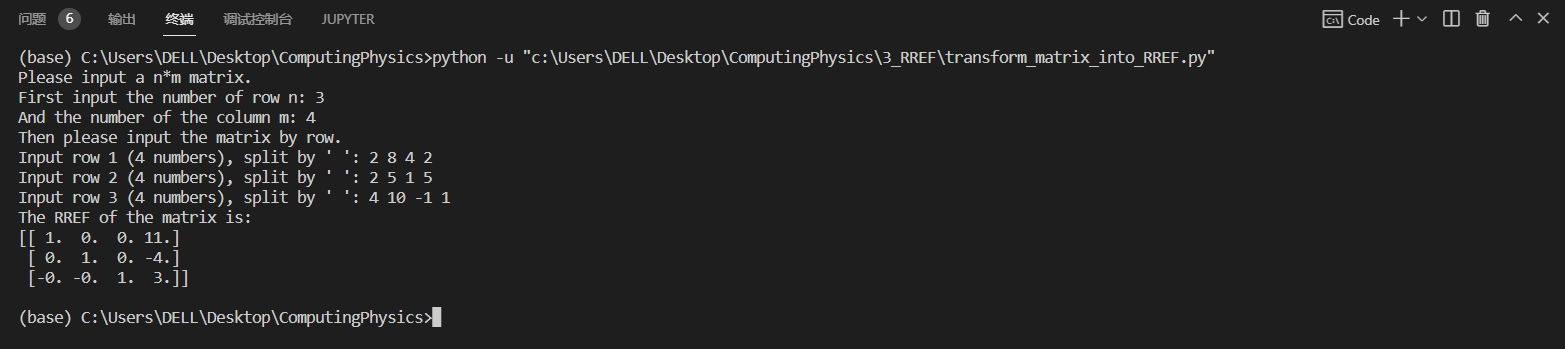 问题 6 输出 终端 调试控制台 JUPYTER Code
(base) C:\Users\DELL\Desktop\ComputingPhysics>python -u "c:\Users\DELL\Desktop\ComputingPhysics\3_RREF\transform_matrix_into_RREF.py"
Please input a n*m matrix.
First input the number of row n: 3
And the number of the column m: 4
Then please input the matrix by row.
Input row 1 (4 numbers), split by ' ': 2 8 4 2
Input row 2 (4 numbers), split by ' ': 2 5 1 5
Input row 3 (4 numbers), split by ' ': 4 10 -1 1
The RREF of the matrix is:
[[ 1.  0.  0. 11.]
 [ 0.  1.  0. -4.]
 [-0. -0.  1.  3.]]
(base) C:\Users\DELL\Desktop\ComputingPhysics>